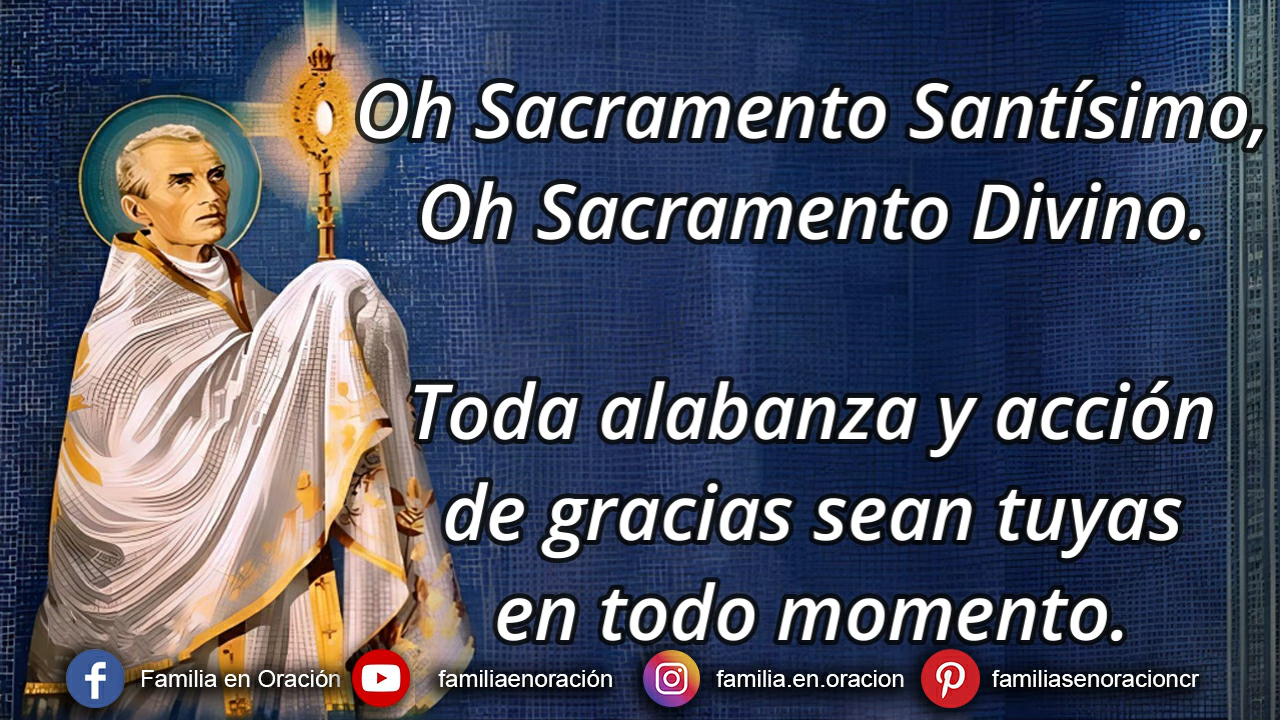 Oh Sacramento Santísimo,
Oh Sacramento Divino.
Toda alabanza y acción
de gracias sean tuyas
en todo momento.
Familia en Oración familiaenoración familia.en.oracion familiasenoracioncr